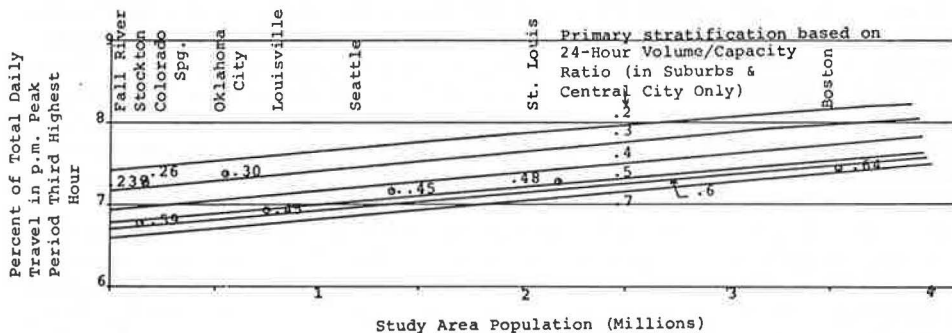 9
8
7
6
Percent of Total Daily
Travel in p.m. Peak
Period Third Highest
Hour
Fall River
Stockton
Colorado
Spg.
Oklahoma
City
Louisville
Seattle
St. Louis
Boston
Primary stratification based on
24-Hour Volume/Capacity
Ratio (in Suburbs &
Central City Only)
.2
.3
.4
.5
.6
.7
.26
.23
.30
.59
.43
.45
.48
.64
1
2
3
4
Study Area Population (Millions)